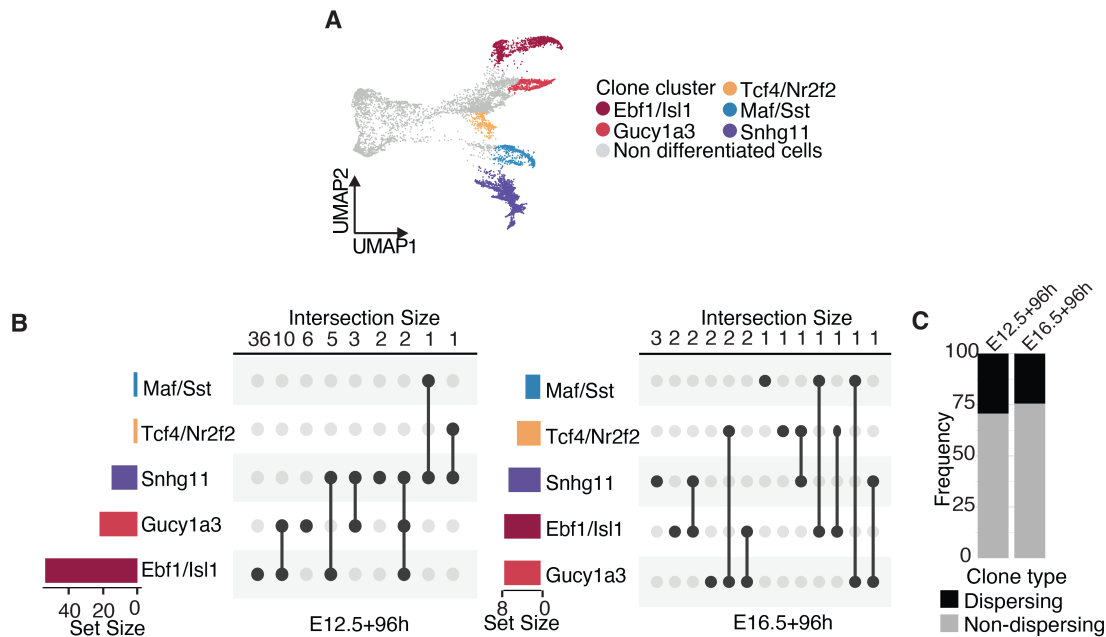 A
Clone cluster
Ebf1/Isl1
Gucy1a3
Tcf4/Nr2f2
Maf/Sst
Snhg11
Non differentiated cells
UMAP2
UMAP1
B
Intersection Size
36 10 6 5 3 2 2 1 1
Maf/Sst
Tcf4/Nr2f2
Snhg11
Gucy1a3
Ebf1/Isl1
40 20 0
Set Size
E12.5+96h
Intersection Size
3 2 2 2 2 2 1 1 1 1 1 1 1
Maf/Sst
Tcf4/Nr2f2
Snhg11
Ebf1/Isl1
Gucy1a3
8 0
Set Size
E16.5+96h
C
E12.5+96h
E16.5+96h
100
75
50
25
0
Frequency
Clone type
Dispersing
Non-dispersing